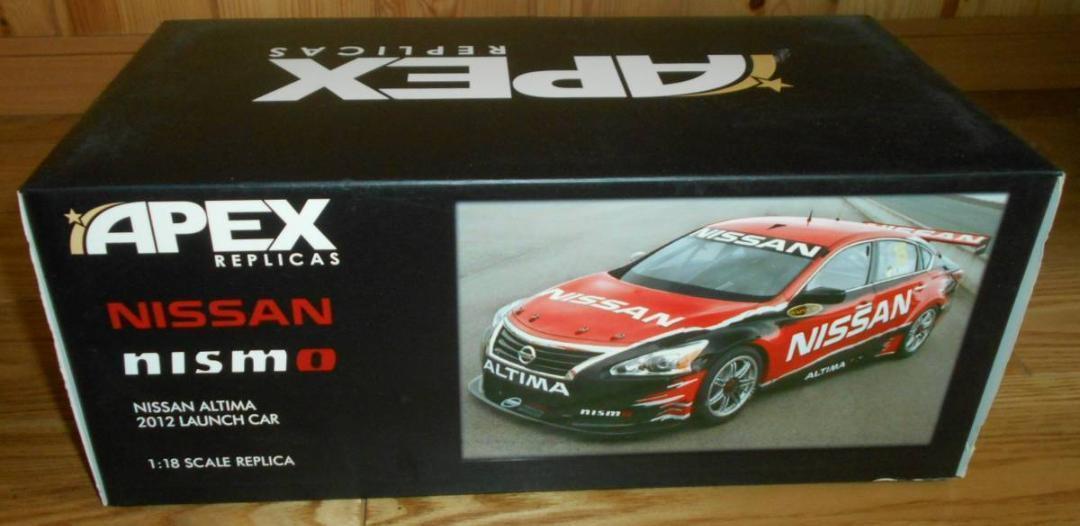 APEX
REPLICAS
APEX
REPLICAS
NISSAN
nismo
NISSAN ALTIMA
2012 LAUNCH CAR
1:18 SCALE REPLICA
NISSAN
NISSAN
NISSAN
NISSAN
ALTIMA
ALTIMA
nismo